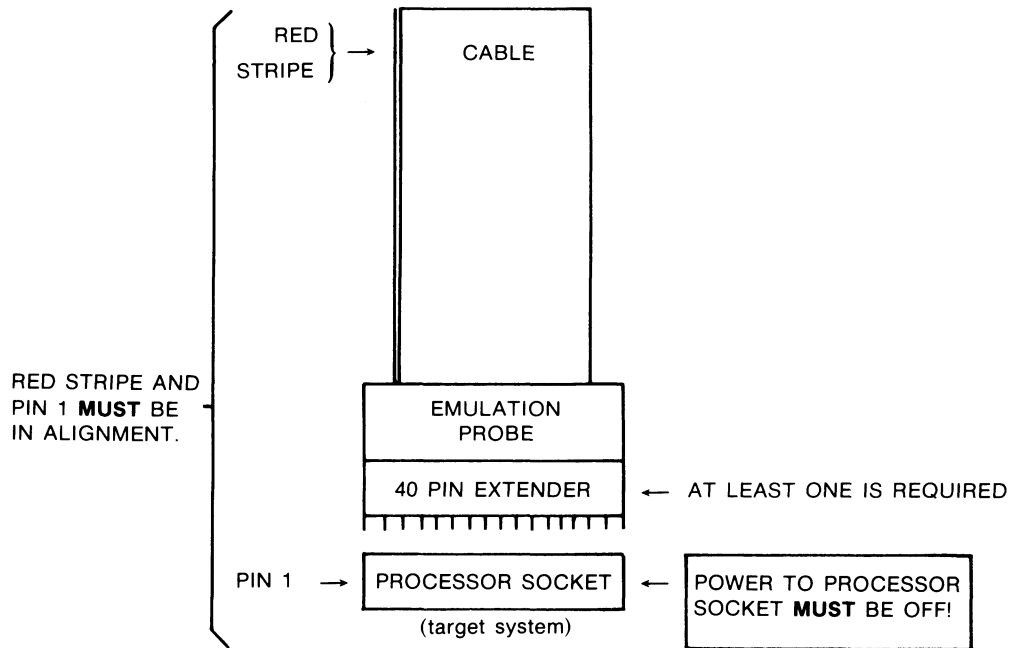 RED
STRIPE
CABLE
RED STRIPE AND
PIN 1 MUST BE
IN ALIGNMENT.
EMULATION
PROBE
40 PIN EXTENDER
AT LEAST ONE IS REQUIRED
PIN 1
PROCESSOR SOCKET
(target system)
POWER TO PROCESSOR
SOCKET MUST BE OFF!